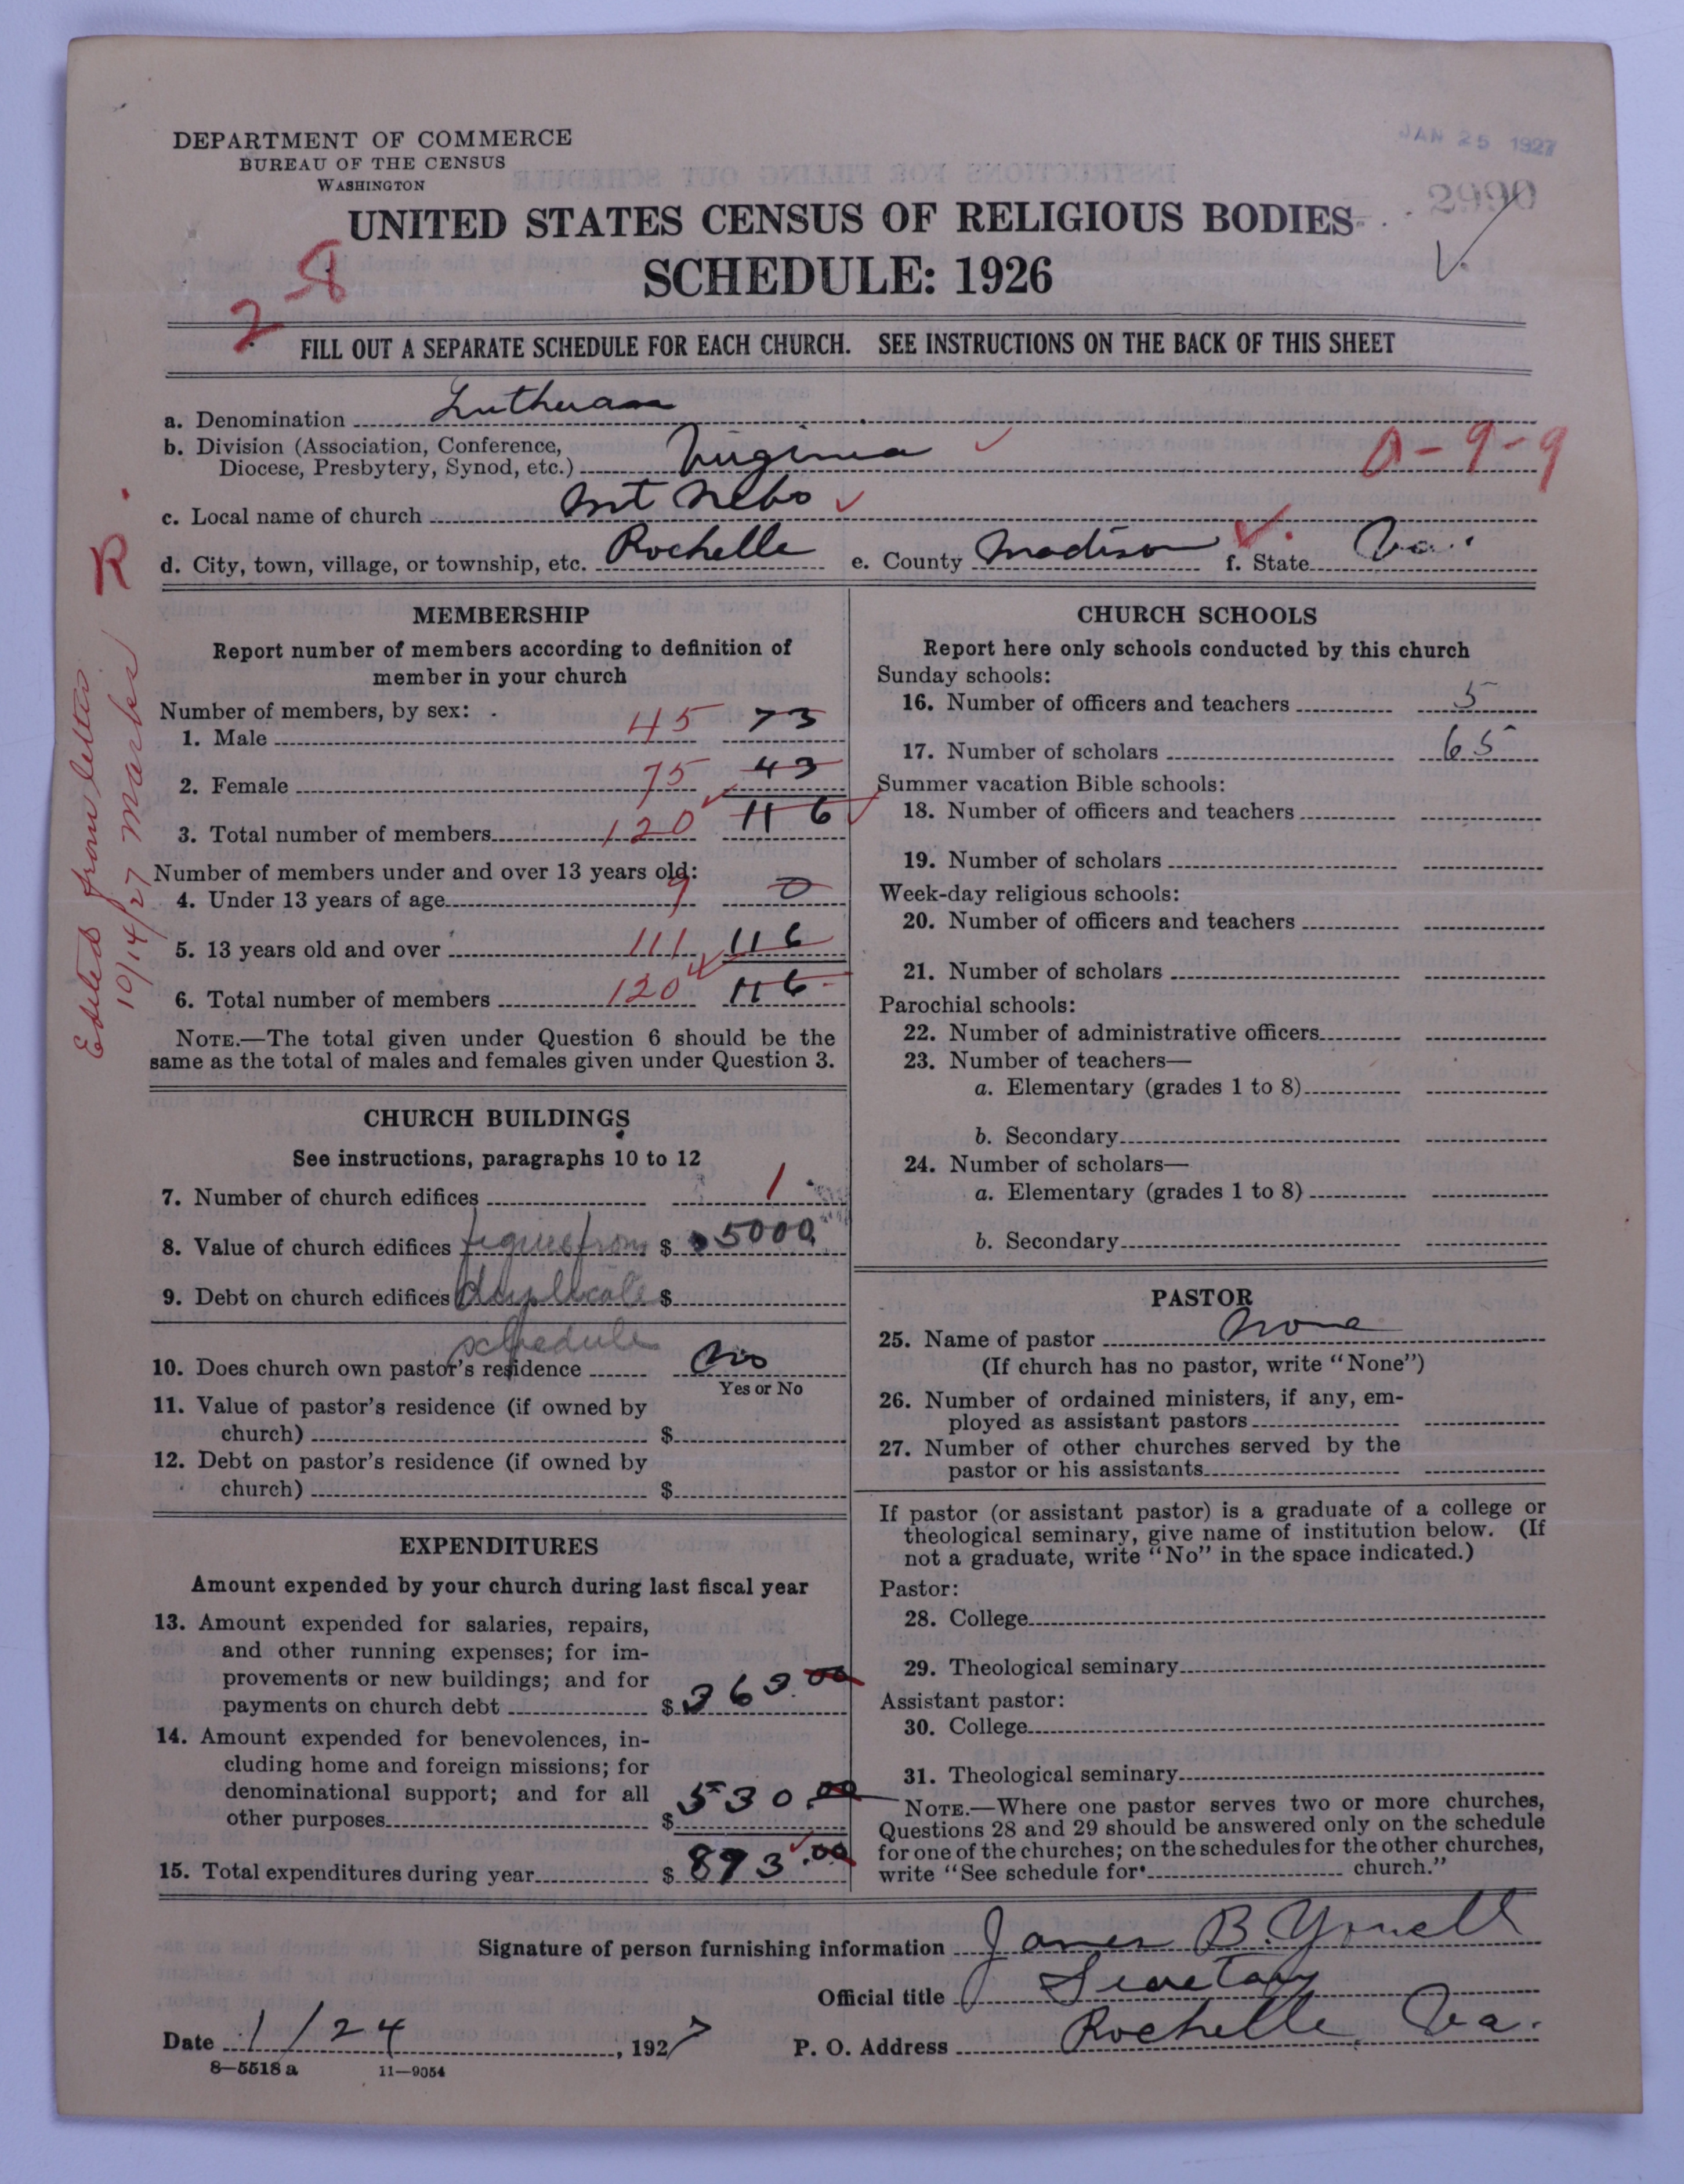 JAN 25 1927
2990
DEPARTMENT OF COMMERCE
BUREAU OF THE CENSUS
WASHINGTON
UNITED STATES CENSUS OF RELIGIOUS BODIES
SCHEDULE: 1926
2-8
FILL OUT A SEPARATE SCHEDULE FOR EACH CHURCH. SEE INSTRUCTIONS ON THE BACK OF THIS SHEET
a. Denomination Lutheran
b. Division (Association, Conference,
Diocese, Presbytery, Synod, etc.) Virginia
0-9-9
c. Local name of church Mt Nebo
d. City, town, village, or township, etc. Rochelle e. County Madison f. State Va.
R
Edited from letter
10/14/27 Marks
MEMBERSHIP
Report number of members according to definition of
member in your church
Number of members, by sex:
1. Male 45 73
2. Female 75 43
3. Total number of members 120 116
Number of members under and over 13 years old:
4. Under 13 years of age 9 0
5. 13 years old and over 111 116
6. Total number of members 120 116
NOTE.—The total given under Question 6 should be the
same as the total of males and females given under Question 3.
CHURCH BUILDINGS
See instructions, paragraphs 10 to 12
7. Number of church edifices 1
8. Value of church edifices figures from $ 5000
9. Debt on church edifices duplicate $
schedule
10. Does church own pastor's residence No
Yes or No
11. Value of pastor's residence (if owned by
church) $
12. Debt on pastor's residence (if owned by
church) $
EXPENDITURES
Amount expended by your church during last fiscal year
13. Amount expended for salaries, repairs,
and other running expenses; for im-
provements or new buildings; and for
payments on church debt $ 363.00
14. Amount expended for benevolences, in-
cluding home and foreign missions; for
denominational support; and for all
other purposes $ 530.00
15. Total expenditures during year $ 893.00
CHURCH SCHOOLS
Report here only schools conducted by this church
Sunday schools:
16. Number of officers and teachers 5
17. Number of scholars 65
Summer vacation Bible schools:
18. Number of officers and teachers
19. Number of scholars
Week-day religious schools:
20. Number of officers and teachers
21. Number of scholars
Parochial schools:
22. Number of administrative officers
23. Number of teachers—
a. Elementary (grades 1 to 8)
b. Secondary
24. Number of scholars—
a. Elementary (grades 1 to 8)
b. Secondary
PASTOR
25. Name of pastor None
(If church has no pastor, write "None")
26. Number of ordained ministers, if any, em-
ployed as assistant pastors
27. Number of other churches served by the
pastor or his assistants
If pastor (or assistant pastor) is a graduate of a college or
theological seminary, give name of institution below. (If
not a graduate, write "No" in the space indicated.)
Pastor:
28. College
29. Theological seminary
Assistant pastor:
30. College
31. Theological seminary
NOTE.—Where one pastor serves two or more churches,
Questions 28 and 29 should be answered only on the schedule
for one of the churches; on the schedules for the other churches,
write "See schedule for church."
Signature of person furnishing information James B. Yowell
Official title Secretary
Date 1/24, 1927 P. O. Address Rochelle, Va.
8—5518 a 11—9054